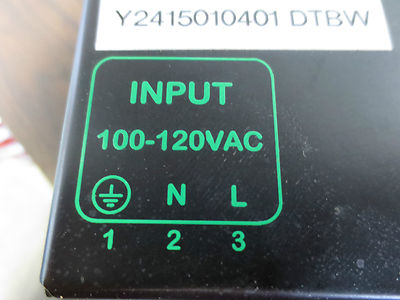 Y2415010401 DTBW
INPUT
100-120VAC
⏚ N L
1 2 3